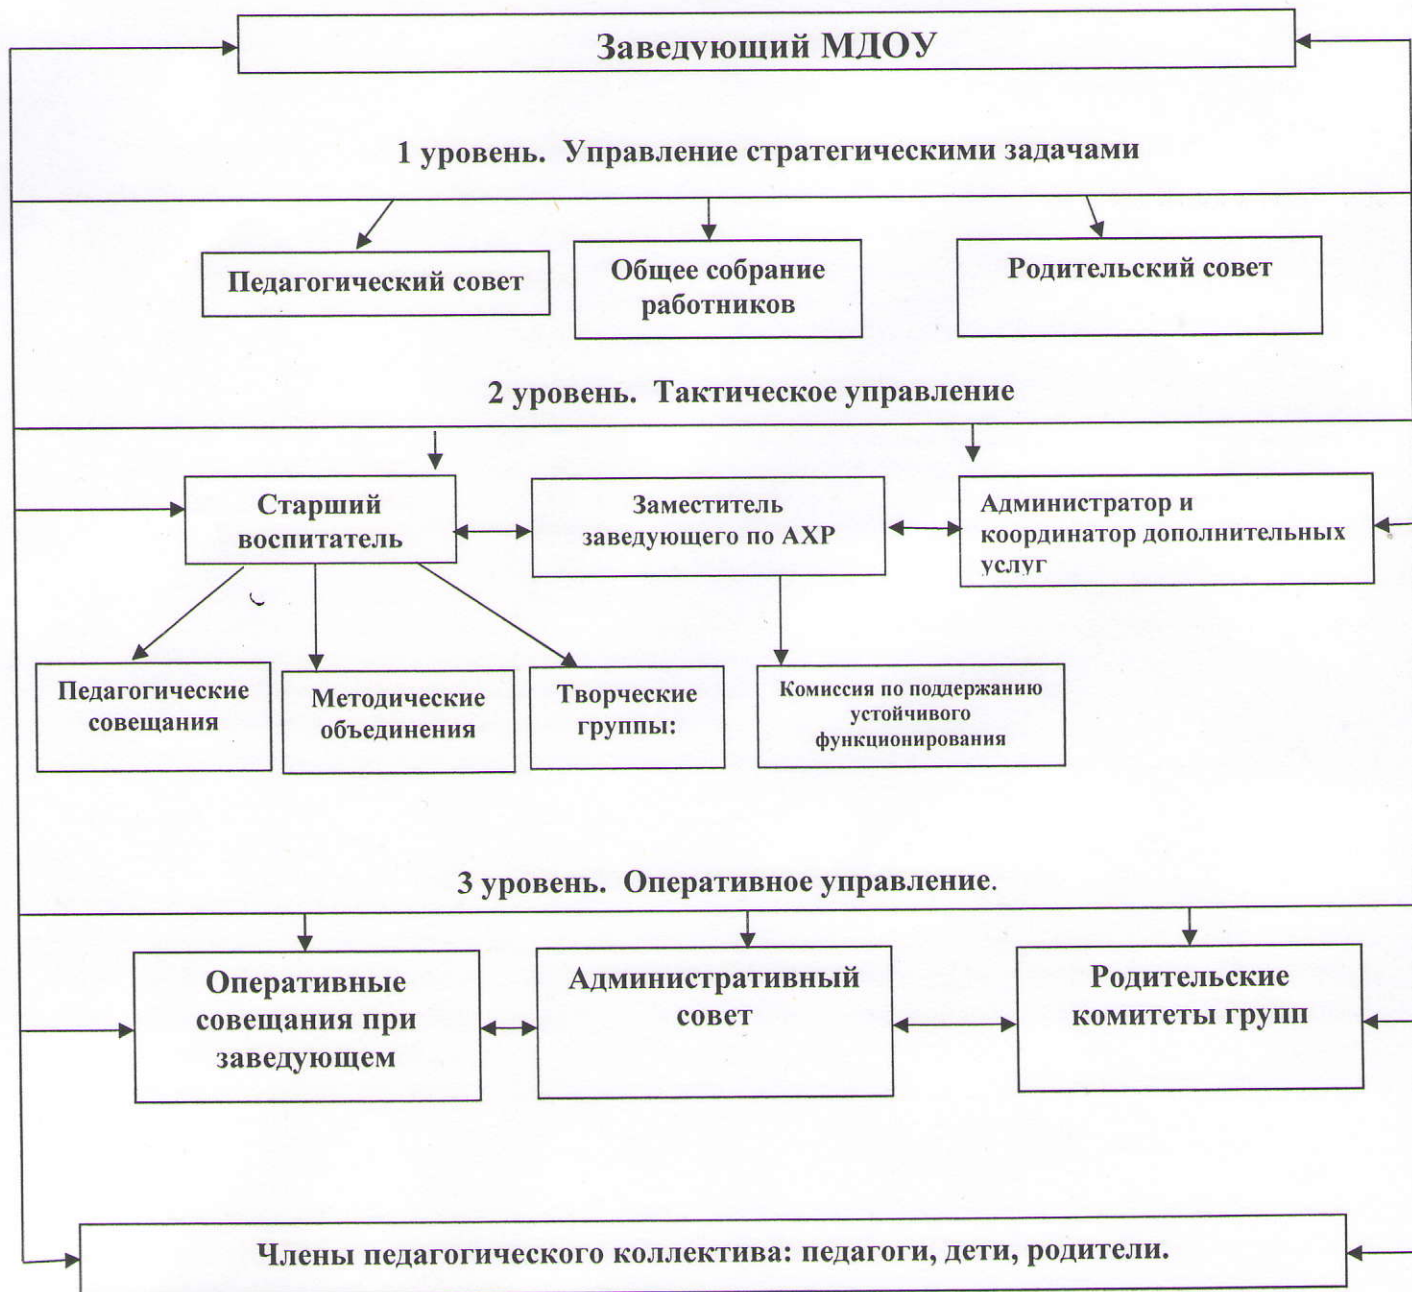 Заведующий МДОУ
1 уровень. Управление стратегическими задачами
Педагогический совет
Общее собрание
работников
Родительский совет
2 уровень. Тактическое управление
Старший
воспитатель
Заместитель
заведующего по АХР
Администратор и
координатор дополнительных
услуг
Педагогические
совещания
Методические
объединения
Творческие
группы:
Комиссия по поддержанию
устойчивого
функционирования
3 уровень. Оперативное управление.
Оперативные
совещания при
заведующем
Административный
совет
Родительские
комитеты групп
Члены педагогического коллектива: педагоги, дети, родители.